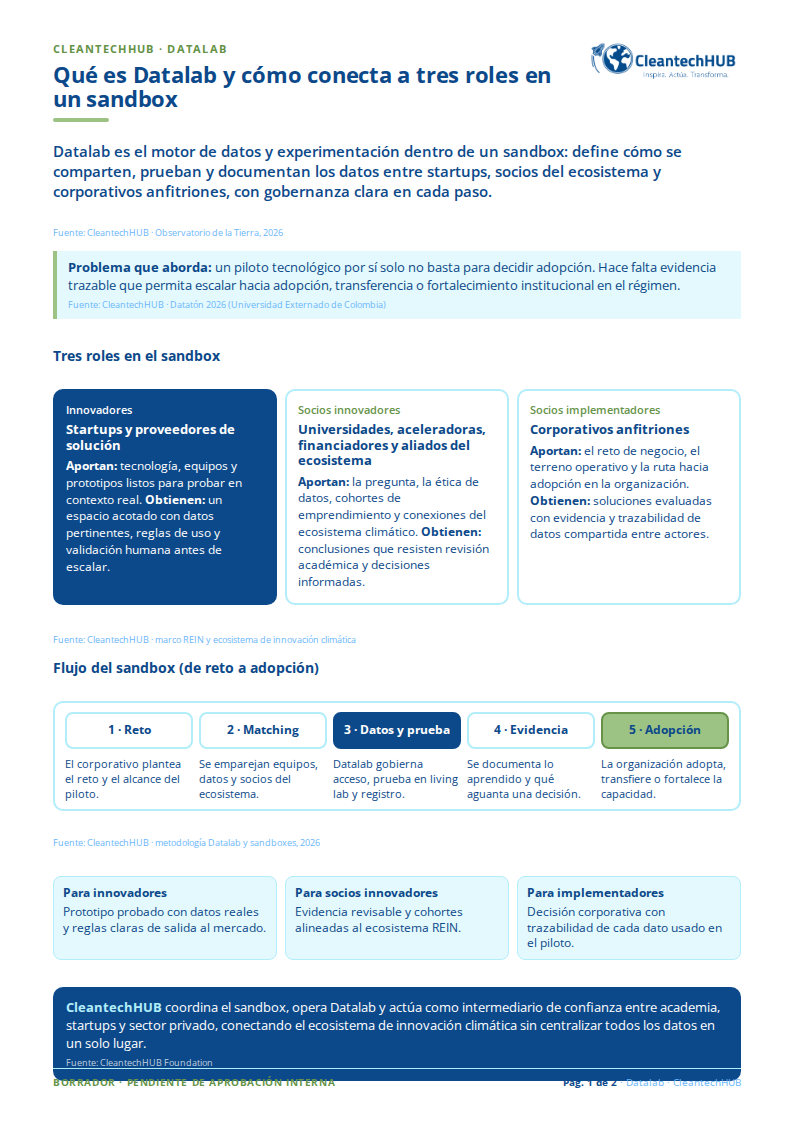 CLEANTECHHUB · DATALAB
Qué es Datalab y cómo conecta a tres roles en
un sandbox
CleantechHUB
Inspira. Actúa. Transforma.
Datalab es el motor de datos y experimentación dentro de un sandbox: define cómo se
comparten, prueban y documentan los datos entre startups, socios del ecosistema y
corporativos anfitriones, con gobernanza clara en cada paso.
Fuente: CleantechHUB · Observatorio de la Tierra, 2026
Problema que aborda: un piloto tecnológico por sí solo no basta para decidir adopción. Hace falta evidencia
trazable que permita escalar hacia adopción, transferencia o fortalecimiento institucional en el régimen.
Fuente: CleantechHUB · Datatón 2026 (Universidad Externado de Colombia)
Tres roles en el sandbox
Innovadores
Startups y proveedores de
solución
Aportan: tecnología, equipos y
prototipos listos para probar en
contexto real. Obtienen: un
espacio acotado con datos
pertinentes, reglas de uso y
validación humana antes de
escalar.
Socios innovadores
Universidades, aceleradoras,
financiadores y aliados del
ecosistema
Aportan: la pregunta, la ética de
datos, cohortes de
emprendimiento y conexiones del
ecosistema climático. Obtienen:
conclusiones que resisten revisión
académica y decisiones
informadas.
Socios implementadores
Corporativos anfitriones
Aportan: el reto de negocio, el
terreno operativo y la ruta hacia
adopción en la organización.
Obtienen: soluciones evaluadas
con evidencia y trazabilidad de
datos compartida entre actores.
Fuente: CleantechHUB · marco REIN y ecosistema de innovación climática
Flujo del sandbox (de reto a adopción)
1 · Reto
El corporativo plantea
el reto y el alcance del
piloto.
2 · Matching
Se emparejan equipos,
datos y socios del
ecosistema.
3 · Datos y prueba
Datalab gobierna
acceso, prueba en living
lab y registro.
4 · Evidencia
Se documenta lo
aprendido y qué
aguanta una decisión.
5 · Adopción
La organización adopta,
transfiere o fortalece la
capacidad.
Fuente: CleantechHUB · metodología Datalab y sandboxes, 2026
Para innovadores
Prototipo probado con datos reales
y reglas claras de salida al mercado.
Para socios innovadores
Evidencia revisable y cohortes
alineadas al ecosistema REIN.
Para implementadores
Decisión corporativa con
trazabilidad de cada dato usado en
el piloto.
CleantechHUB coordina el sandbox, opera Datalab y actúa como intermediario de confianza entre academia,
startups y sector privado, conectando el ecosistema de innovación climática sin centralizar todos los datos en
un solo lugar.
Fuente: CleantechHUB Foundation
BORRADOR · PENDIENTE DE APROBACIÓN INTERNA
Pág. 1 de 2 · Datalab · CleantechHUB